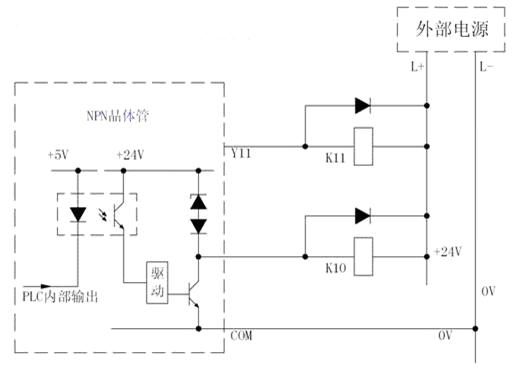 外部电源
L+
L-
NPN晶体管
Y11
K11
+5V
+24V
+24V
K10
驱动
PLC内部输出
0V
COM
0V